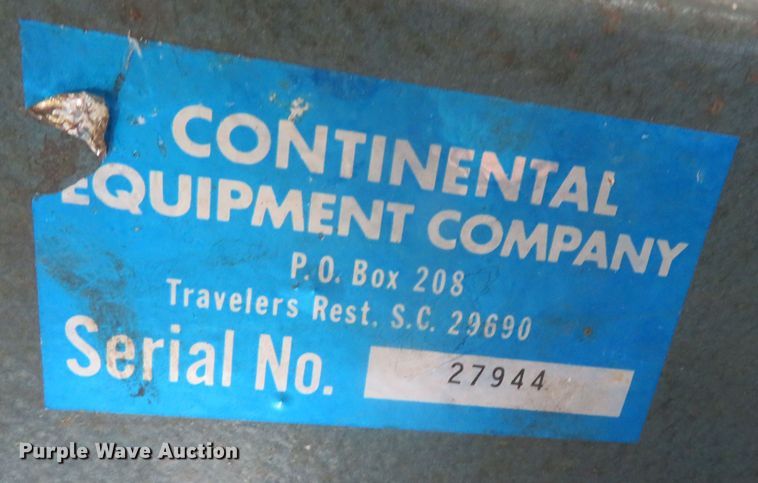 CONTINENTAL
EQUIPMENT COMPANY
P.O. Box 208
Travelers Rest. S.C. 29690
Serial No. 27944
Purple Wave Auction